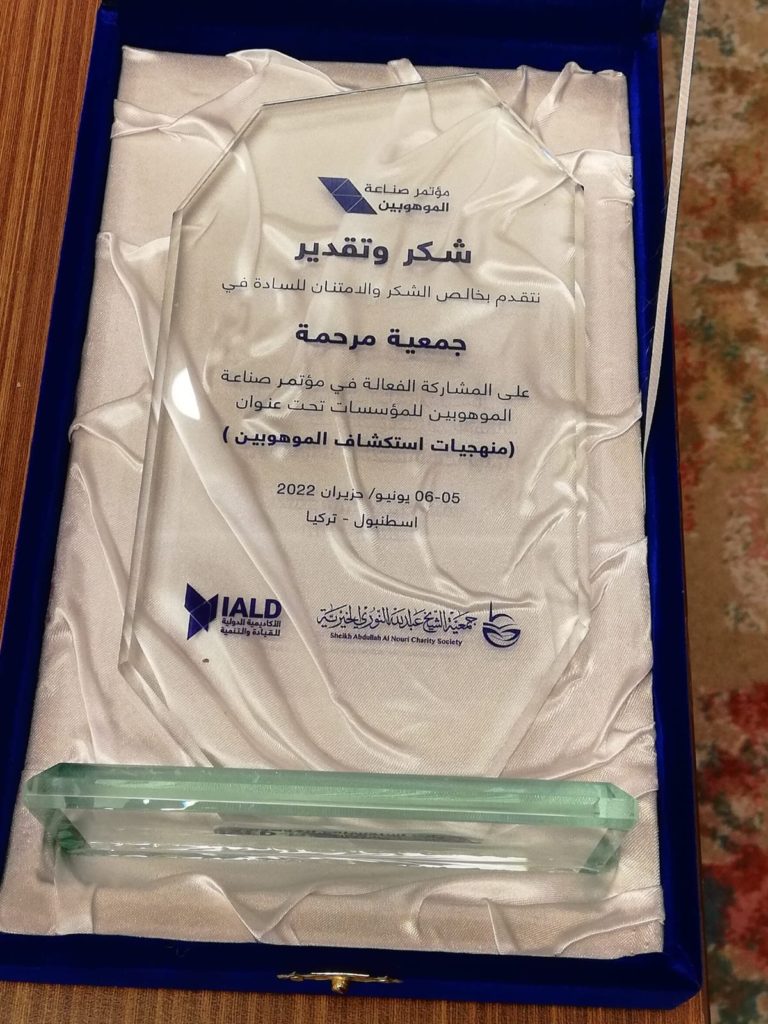 مؤتمر صناعة
الموهوبين
شكر وتقدير
نتقدم بخالص الشكر والامتنان للسادة في
جمعية مرحمة
على المشاركة الفعالة في مؤتمر صناعة
الموهوبين للمؤسسات تحت عنوان
(منهجيات استكشاف الموهوبين )
06-05 يونيو/ حزيران 2022
اسطنبول - تركيا
IALD
الأكاديمية الدولية
للقيادة والتنمية
جمعية الشيخ عبدالله النوري الخيرية
Sheikh Abdullah Al Nouri Charity Society